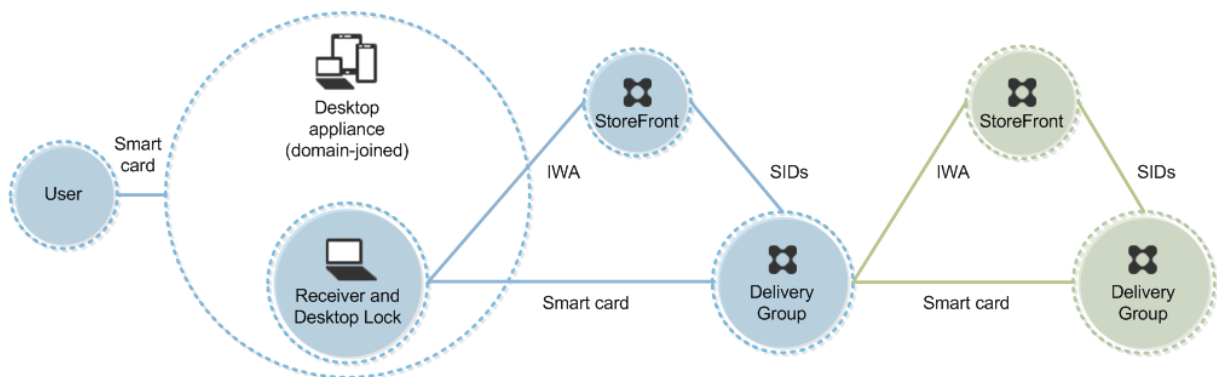 User
Smart
card
Desktop
appliance
(domain-joined)
Receiver and
Desktop Lock
IWA
StoreFront
SIDs
Smart card
Delivery
Group
IWA
StoreFront
SIDs
Smart card
Delivery
Group